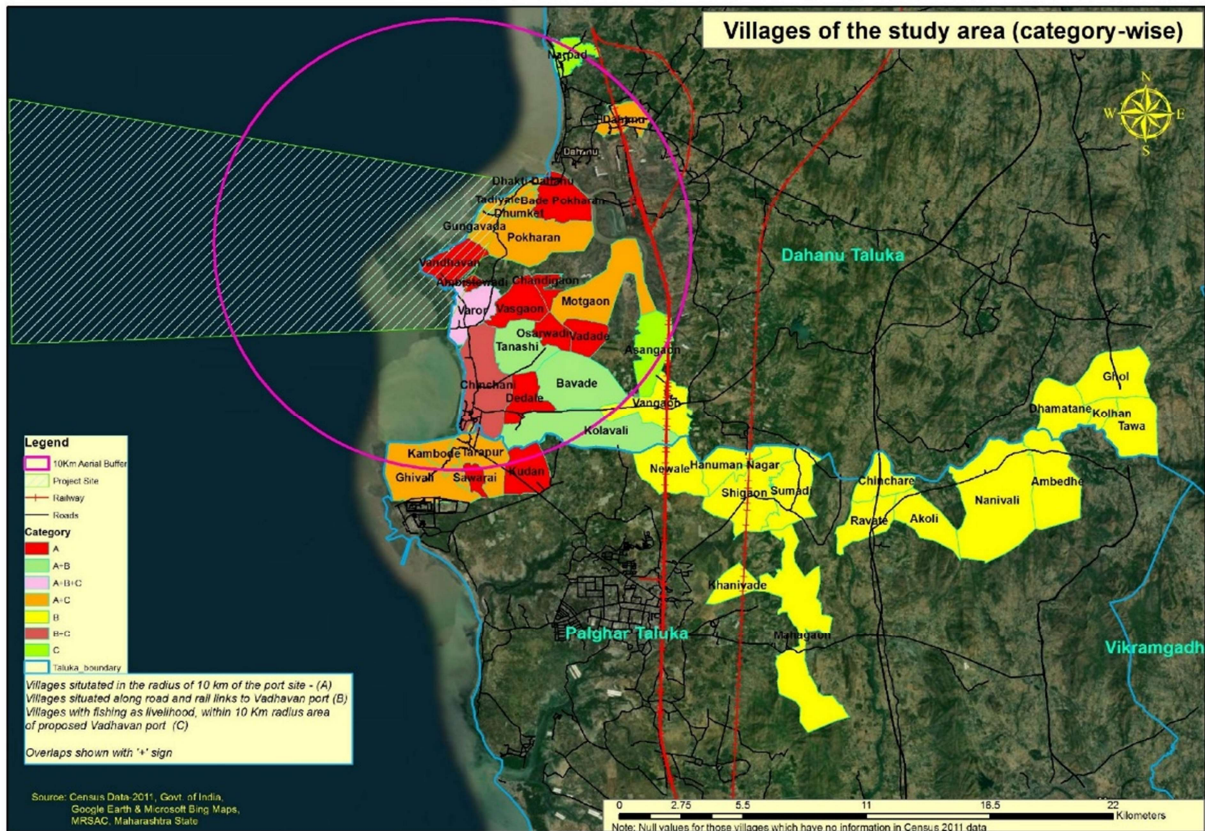 Villages of the study area (category-wise)
N
W E
S
Narpad
Dahanu
Dahanu
Dhakti Dahanu
Tadiyale Bade Pokharan
Dhumket
Gungavada
Pokharan
Dahanu Taluka
Vandhavan
Chandigaon
Varor
Vasgaon
Motgaon
Osarwadi
Vadade
Tanashi
Asangaon
Chinchani
Bavade
Dedale
Vangaon
Kolavali
Ghol
Dhamatane
Kolhan
Tawa
Kambode
Tarapur
Ghivali
Sawarai
Kudan
Newale
Hanuman Nagar
Shigaon
Sumadi
Chinchare
Ravate
Akoli
Nanivali
Ambedhe
Khanivade
Mahagaon
Palghar Taluka
Vikramgadh
Legend
10Km Aerial Buffer
Project Site
Railway
Roads
Category
A
A+B
A+B+C
A+C
B
B+C
C
Taluka_boundary
Villages situtated in the radius of 10 km of the port site - (A)
Villages situated along road and rail links to Vadhavan port (B)
Villages with fishing as livelihood, within 10 Km radius area
of proposed Vadhavan port (C)
Overlaps shown with '+' sign
Source: Census Data-2011, Govt. of India,
Google Earth & Microsoft Bing Maps,
MRSAC, Maharashtra State
0 2.75 5.5 11 16.5 22
Kilometers
Note: Null values for those villages which have no information in Census 2011 data